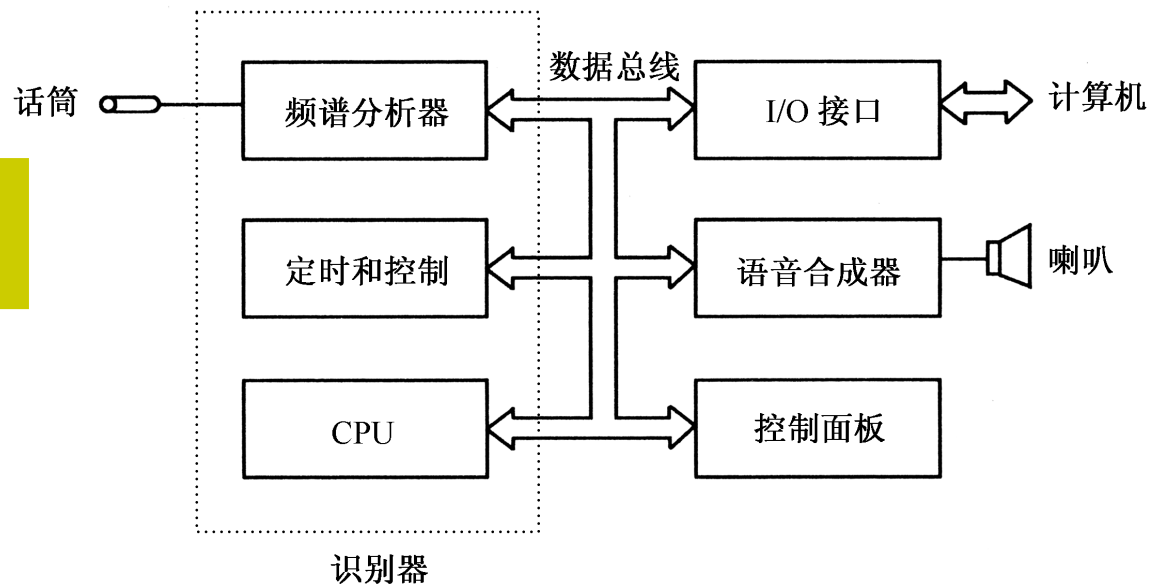 数据总线
话筒
频谱分析器
I/O 接口
计算机
定时和控制
语音合成器
喇叭
CPU
控制面板
识别器